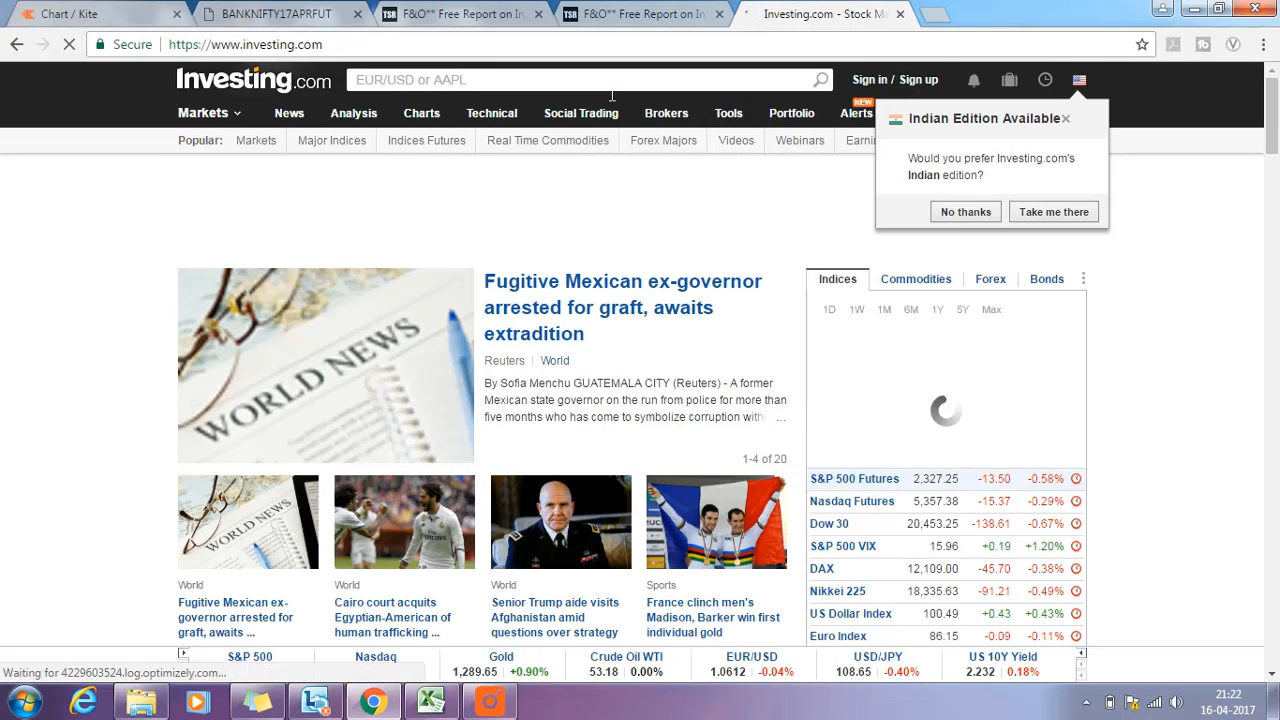 Chart / Kite
BANKNIFTY17APRFUT
TSR F&O** Free Report on In
TSR F&O** Free Report on In
Investing.com - Stock Ma
Secure
https://www.investing.com
Investing.com
EUR/USD or AAPL
Sign in / Sign up
Markets
News
Analysis
Charts
Technical
Social Trading
Brokers
Tools
Portfolio
Alerts
NEW
Popular:
Markets
Major Indices
Indices Futures
Real Time Commodities
Forex Majors
Videos
Webinars
Earni
Indian Edition Available
Would you prefer Investing.com's
Indian edition?
No thanks
Take me there
Fugitive Mexican ex-governor
arrested for graft, awaits
extradition
Reuters
World
By Sofia Menchu GUATEMALA CITY (Reuters) - A former
Mexican state governor on the run from police for more than
five months who has come to symbolize corruption with ...
1-4 of 20
WORLD NEWS
WORLD NEWS
World
Fugitive Mexican ex-
governor arrested for
graft, awaits ...
World
Cairo court acquits
Egyptian-American of
human trafficking ...
World
Senior Trump aide visits
Afghanistan amid
questions over strategy
Sports
France clinch men's
Madison, Barker win first
individual gold
Indices
Commodities
Forex
Bonds
1D 1W 1M 6M 1Y 5Y Max
S&P 500 Futures 2,327.25 -13.50 -0.58%
Nasdaq Futures 5,357.38 -15.37 -0.29%
Dow 30 20,453.25 -138.61 -0.67%
S&P 500 VIX 15.96 +0.19 +1.20%
DAX 12,109.00 -45.70 -0.38%
Nikkei 225 18,335.63 -91.21 -0.49%
US Dollar Index 100.49 +0.43 +0.43%
Euro Index 86.15 -0.09 -0.11%
S&P 500
Nasdaq
Gold
1,289.65 +0.90%
Crude Oil WTI
53.18 0.00%
EUR/USD
1.0612 -0.04%
USD/JPY
108.65 -0.40%
US 10Y Yield
2.232 0.18%
Waiting for 4229603524.log.optimizely.com...
21:22
16-04-2017